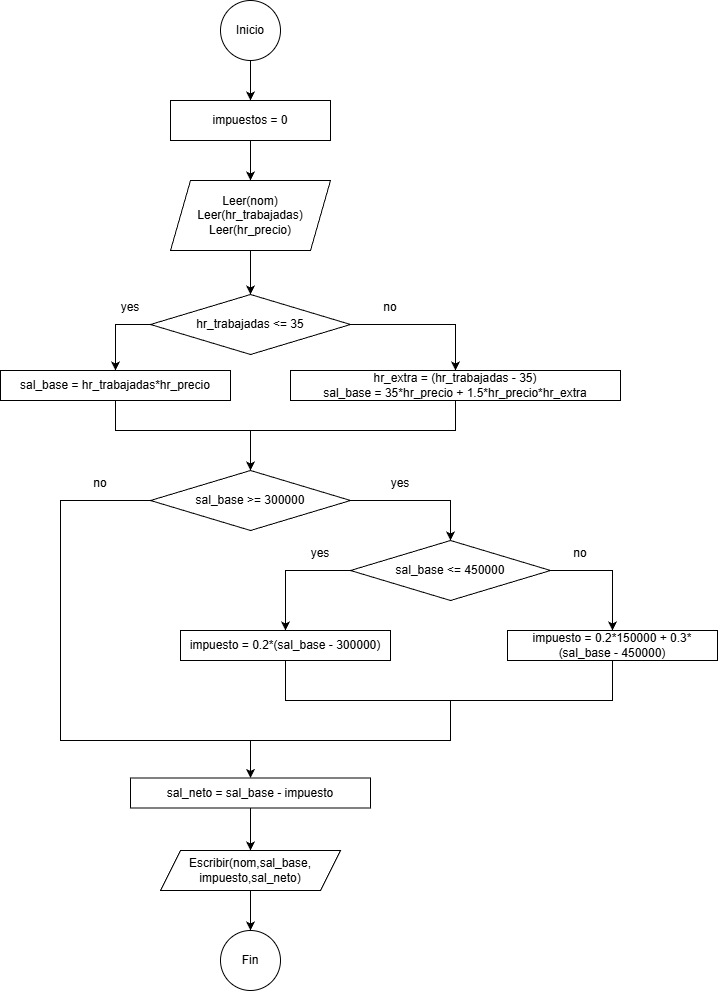 Inicio
impuestos = 0
Leer(nom)
Leer(hr_trabajadas)
Leer(hr_precio)
yes
no
hr_trabajadas <= 35
sal_base = hr_trabajadas*hr_precio
hr_extra = (hr_trabajadas - 35)
sal_base = 35*hr_precio + 1.5*hr_precio*hr_extra
no
yes
sal_base >= 300000
yes
no
sal_base <= 450000
impuesto = 0.2*(sal_base - 300000)
impuesto = 0.2*150000 + 0.3*
(sal_base - 450000)
sal_neto = sal_base - impuesto
Escribir(nom,sal_base,
impuesto,sal_neto)
Fin